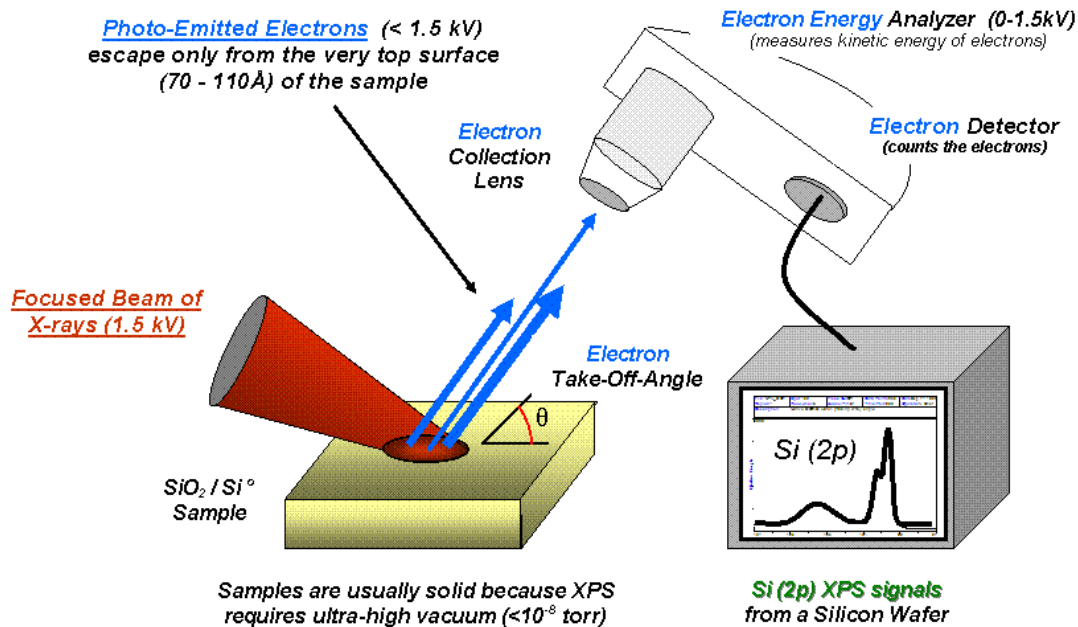 Photo-Emitted Electrons (< 1.5 kV)
escape only from the very top surface
(70 - 110Å) of the sample
Electron Energy Analyzer (0-1.5kV)
(measures kinetic energy of electrons)
Electron Detector
(counts the electrons)
Electron
Collection
Lens
Focused Beam of
X-rays (1.5 kV)
Electron
Take-Off-Angle
θ
Si (2p)
SiO₂ / Si°
Sample
Samples are usually solid because XPS
requires ultra-high vacuum (<10⁻⁸ torr)
Si (2p) XPS signals
from a Silicon Wafer